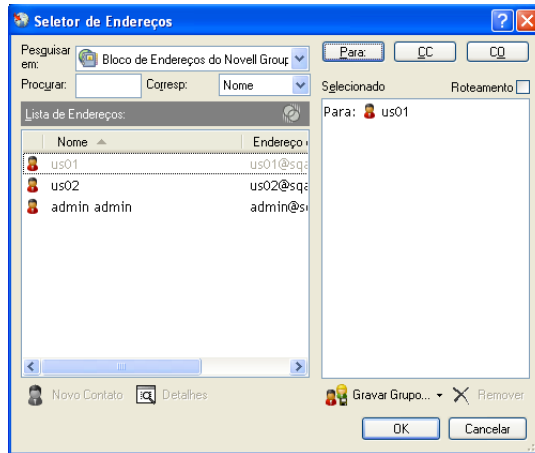 Seletor de Endereços
Pesquisar em: Bloco de Endereços do Novell Group
Procurar: Corresp: Nome
Lista de Endereços:
Nome Endereço
us01 us01@sqa
us02 us02@sqa
admin admin admin@s
Novo Contato Detalhes
Para: CC CO
Selecionado Roteamento
Para: us01
Gravar Grupo... Remover
OK Cancelar